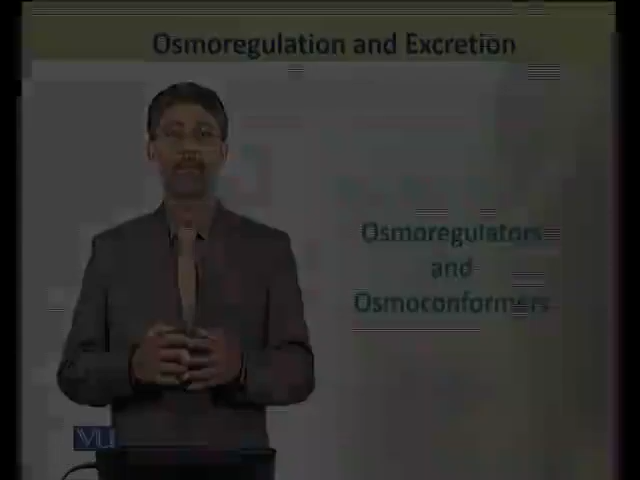 Osmoregulation and Excretion
Osmoregulators
and
Osmoconformers
VU